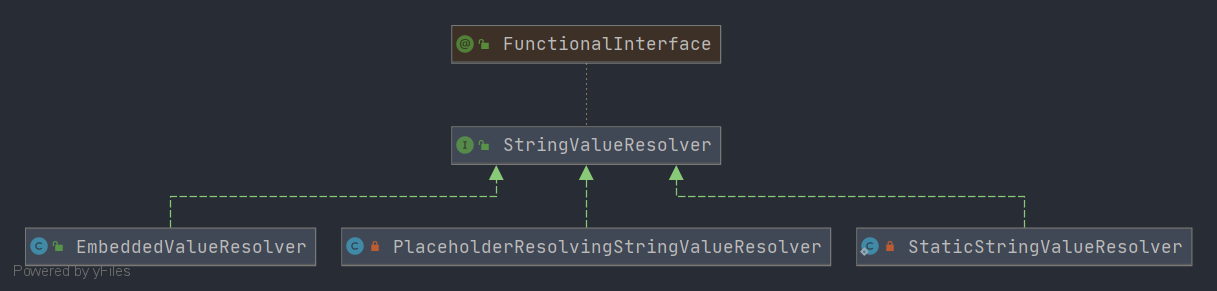 @ FunctionalInterface
I StringValueResolver
C EmbeddedValueResolver
C PlaceholderResolvingStringValueResolver
C StaticStringValueResolver
Powered by yFiles